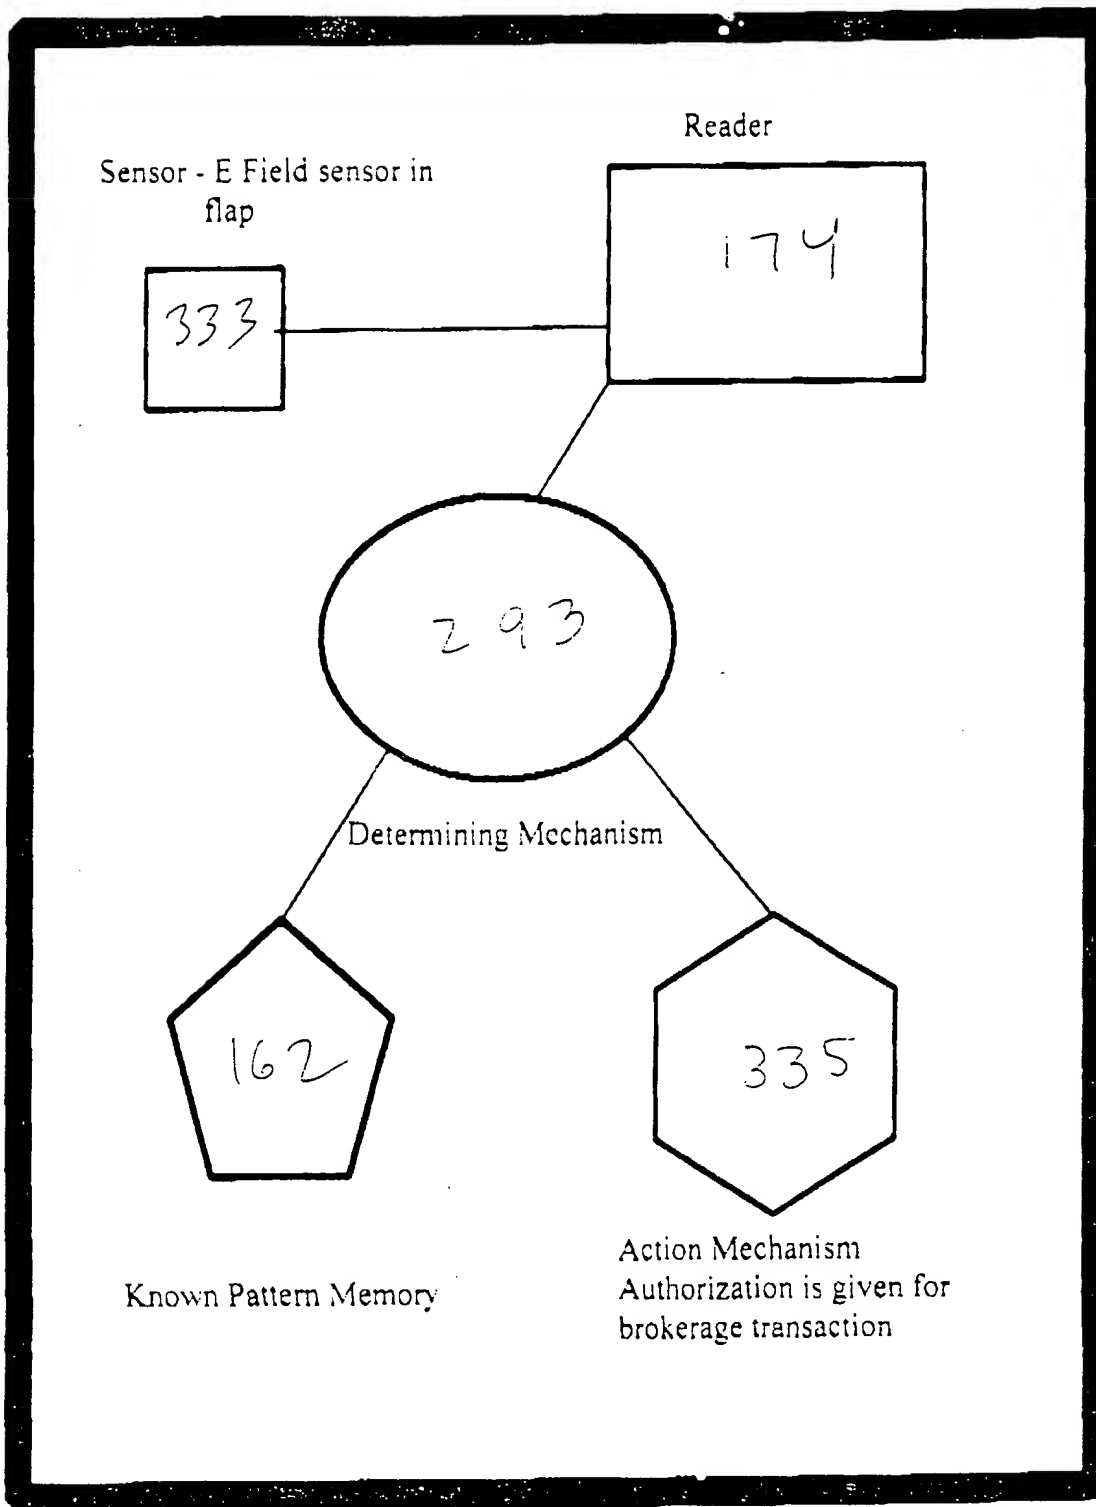 Reader
Sensor - E Field sensor in
flap
174
333
293
Determining Mechanism
162
335
Known Pattern Memory
Action Mechanism
Authorization is given for
brokerage transaction